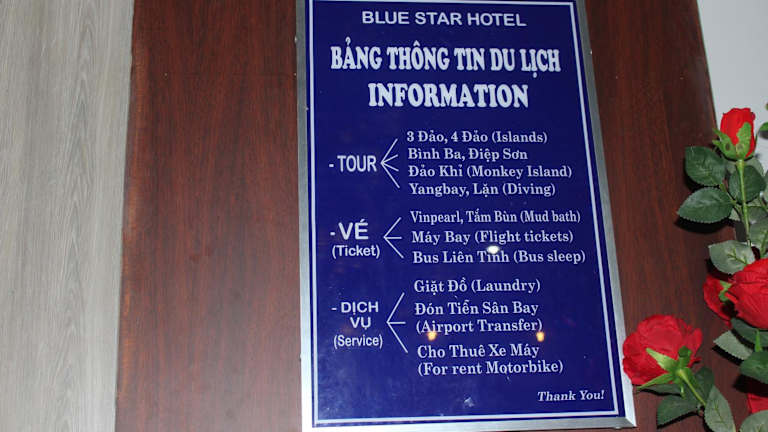 BLUE STAR HOTEL
BẢNG THÔNG TIN DU LỊCH
INFORMATION
- TOUR
3 Đảo, 4 Đảo (Islands)
Bình Ba, Điệp Sơn
Đảo Khỉ (Monkey Island)
Yangbay, Lặn (Diving)
- VÉ
(Ticket)
Vinpearl, Tắm Bùn (Mud bath)
Máy Bay (Flight tickets)
Bus Liên Tỉnh (Bus sleep)
- DỊCH
VỤ
(Service)
Giặt Đồ (Laundry)
Đón Tiễn Sân Bay
(Airport Transfer)
Cho Thuê Xe Máy
(For rent Motorbike)
Thank You!